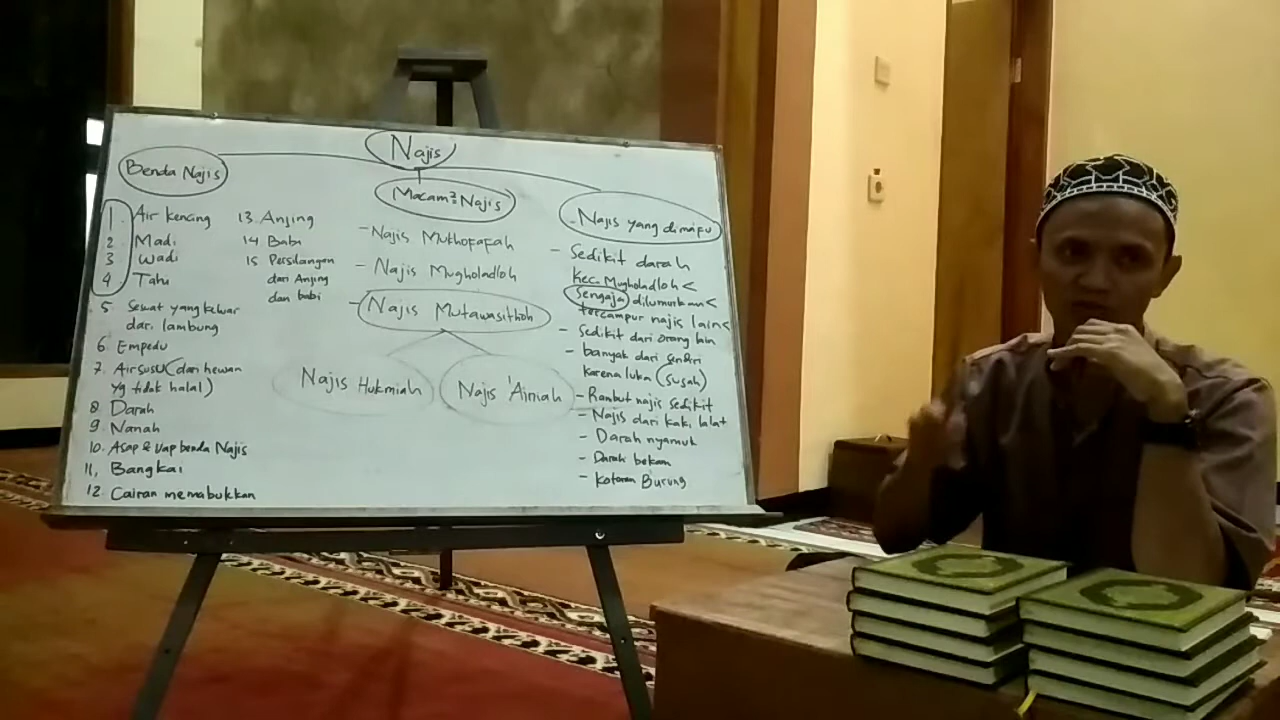 Najis
Benda Najis
1. Air kencing
2. Madi
3. Wadi
4. Tahi
5. Sesuat yang keluar
dari lambung
6. Empedu
7. Air susu (dari hewan
yg tidak halal)
8. Darah
9. Nanah
10. Asap & Uap benda Najis
11. Bangkai
12. Cairan memabukkan
13. Anjing
14. Babi
15. Persilangan
dari Anjing
dan babi
Macam² Najis
- Najis Mukhofafah
- Najis Mugholadloh
- Najis Mutawasithoh
Najis Hukmiah
Najis 'Ainiah
Najis yang dimafu
- Sedikit darah
kec. Mugholadloh <
Sengaja dilumurkan <
tercampur najis lain <
- Sedikit dari orang lain
- banyak dari sendiri
karena luka (susah)
- Rambut najis sedikit
- Najis dari kaki lalat
- Darah nyamuk
- Darah bekam
- kotoran Burung